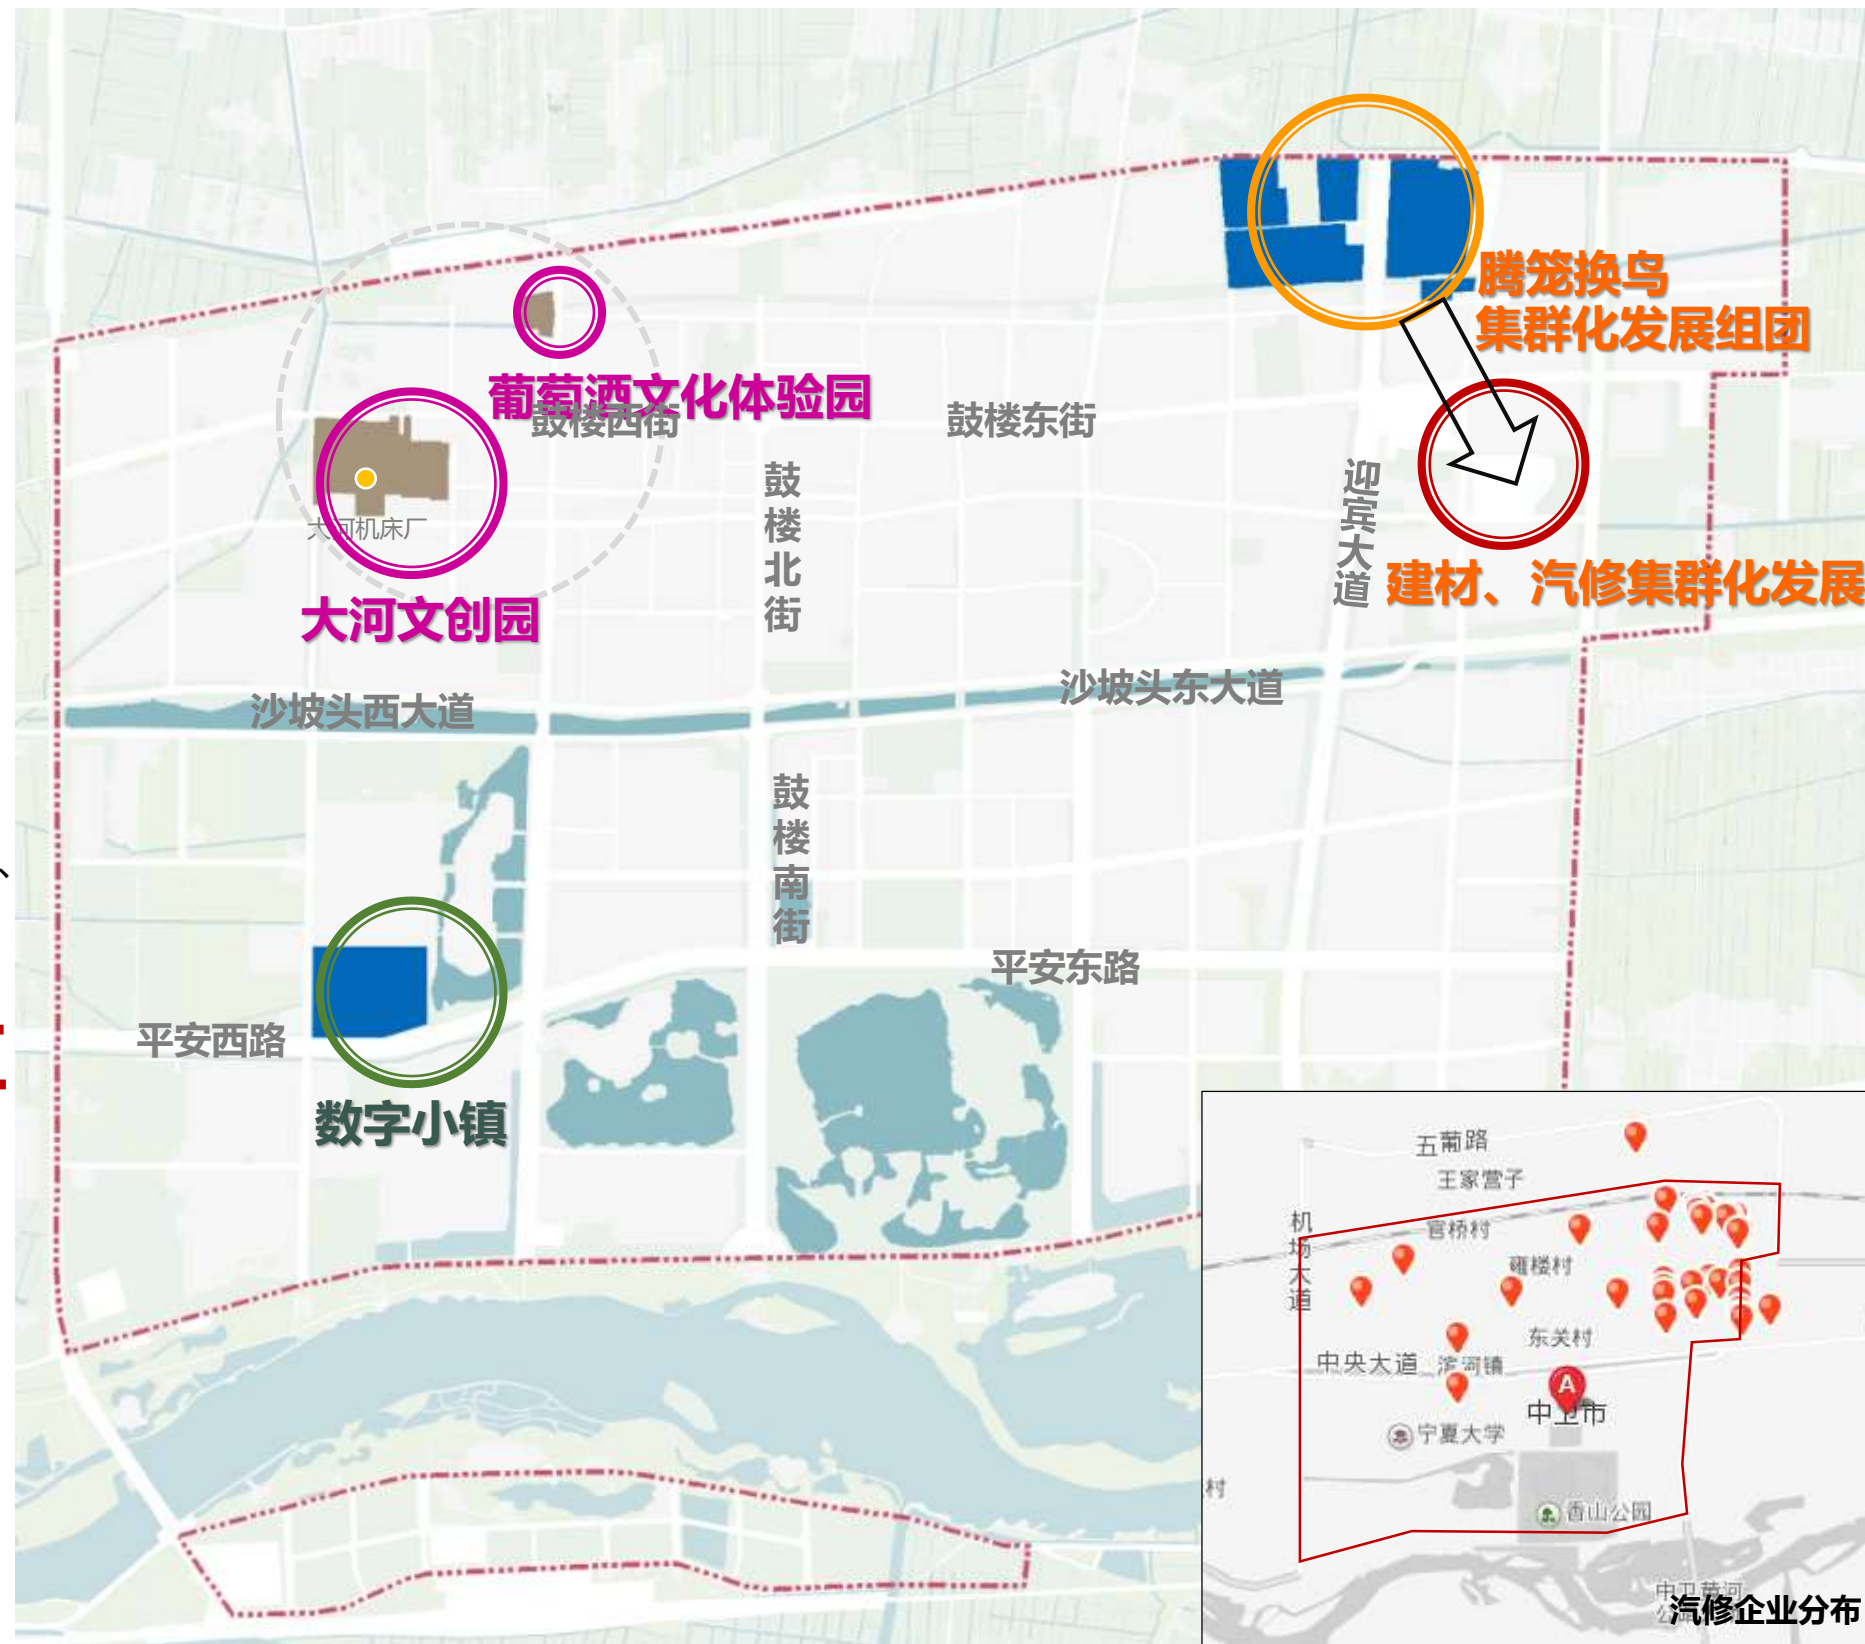 腾笼换鸟
集群化发展组团
葡萄酒文化体验园
鼓楼西街
鼓楼东街
鼓楼北街
迎宾大道
大河机床厂
建材、汽修集群化发展
大河文创园
沙坡头西大道
沙坡头东大道
鼓楼南街
、
平安东路
平安西路
数字小镇
五葡路
王家营子
机场大道
官桥村
雍楼村
东关村
中央大道
滨河镇
A
中卫市
宁夏大学
村
香山公园
中卫黄河
汽修企业分布